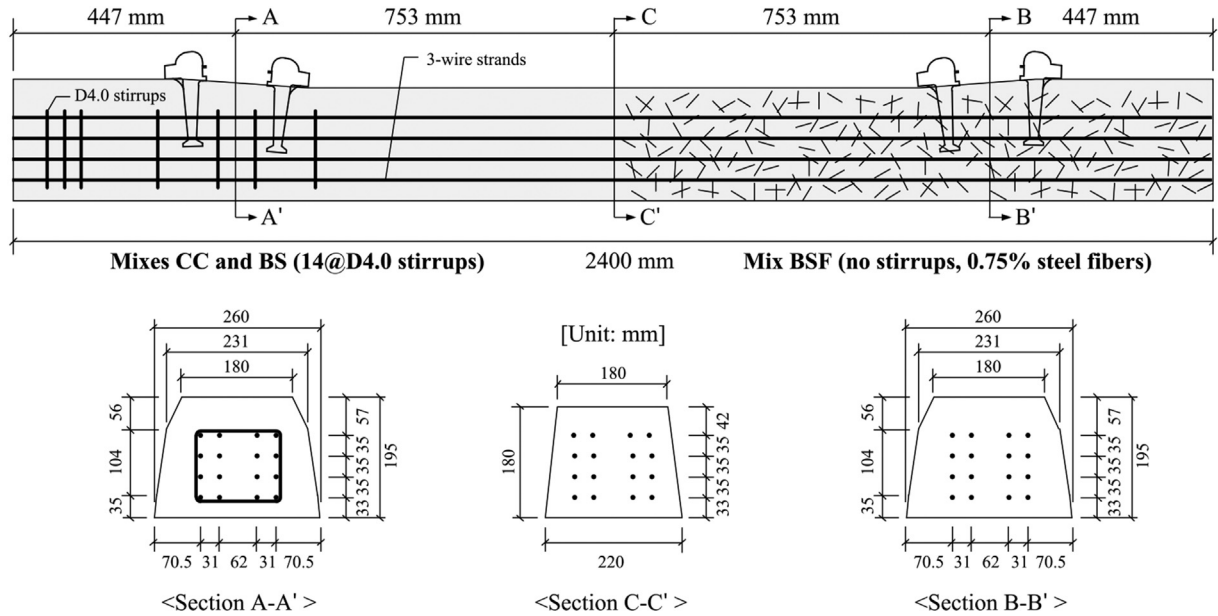 447 mm A 753 mm C 753 mm B 447 mm
3-wire strands
D4.0 stirrups
A' C' B'
Mixes CC and BS (14@D4.0 stirrups) 2400 mm Mix BSF (no stirrups, 0.75% steel fibers)
260
231
180
56
104
35
57
35
35
35
33
195
70.5 31 62 31 70.5
<Section A-A' >
[Unit: mm]
180
180
42
35
35
35
33
220
<Section C-C' >
260
231
180
56
104
35
57
35
35
35
33
195
70.5 31 62 31 70.5
<Section B-B' >